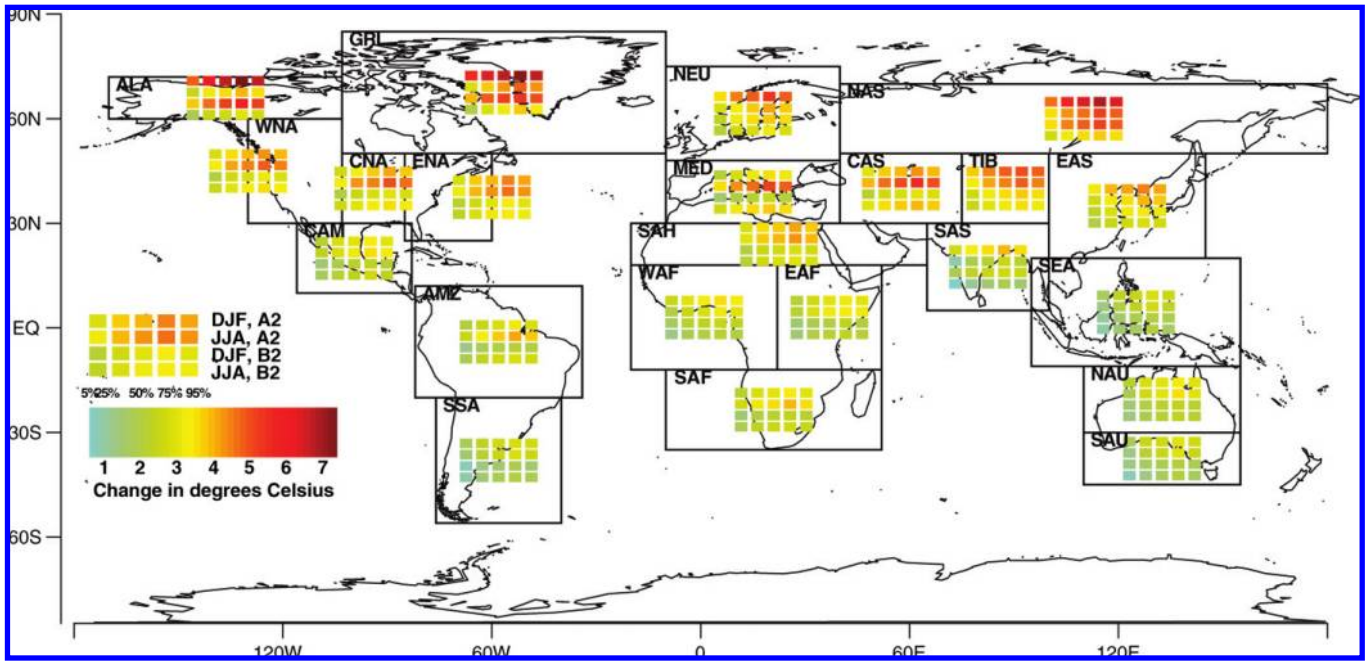 90N
GRL
NEU
ALA
NAS
60N
WNA
CNA
ENA
MED
CAS
TIB
EAS
30N
CAM
SAH
SAS
WAF
EAF
SEA
AMZ
DJF, A2
EQ
JJA, A2
DJF, B2
JJA, B2
5% 25% 50% 75% 95%
SAF
NAU
SSA
30S
SAU
1 2 3 4 5 6 7
Change in degrees Celsius
60S
120W 60W 0 60E 120E